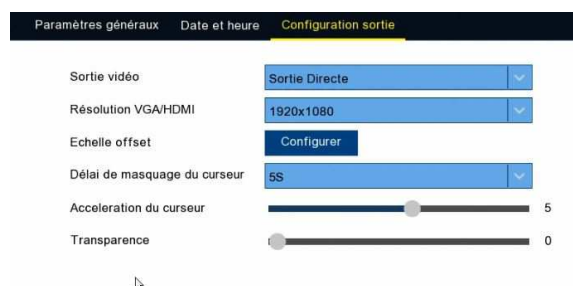 Paramètres généraux Date et heure Configuration sortie
Sortie vidéo Sortie Directe
Résolution VGA/HDMI 1920x1080
Echelle offset Configurer
Délai de masquage du curseur 5S
Acceleration du curseur 5
Transparence 0